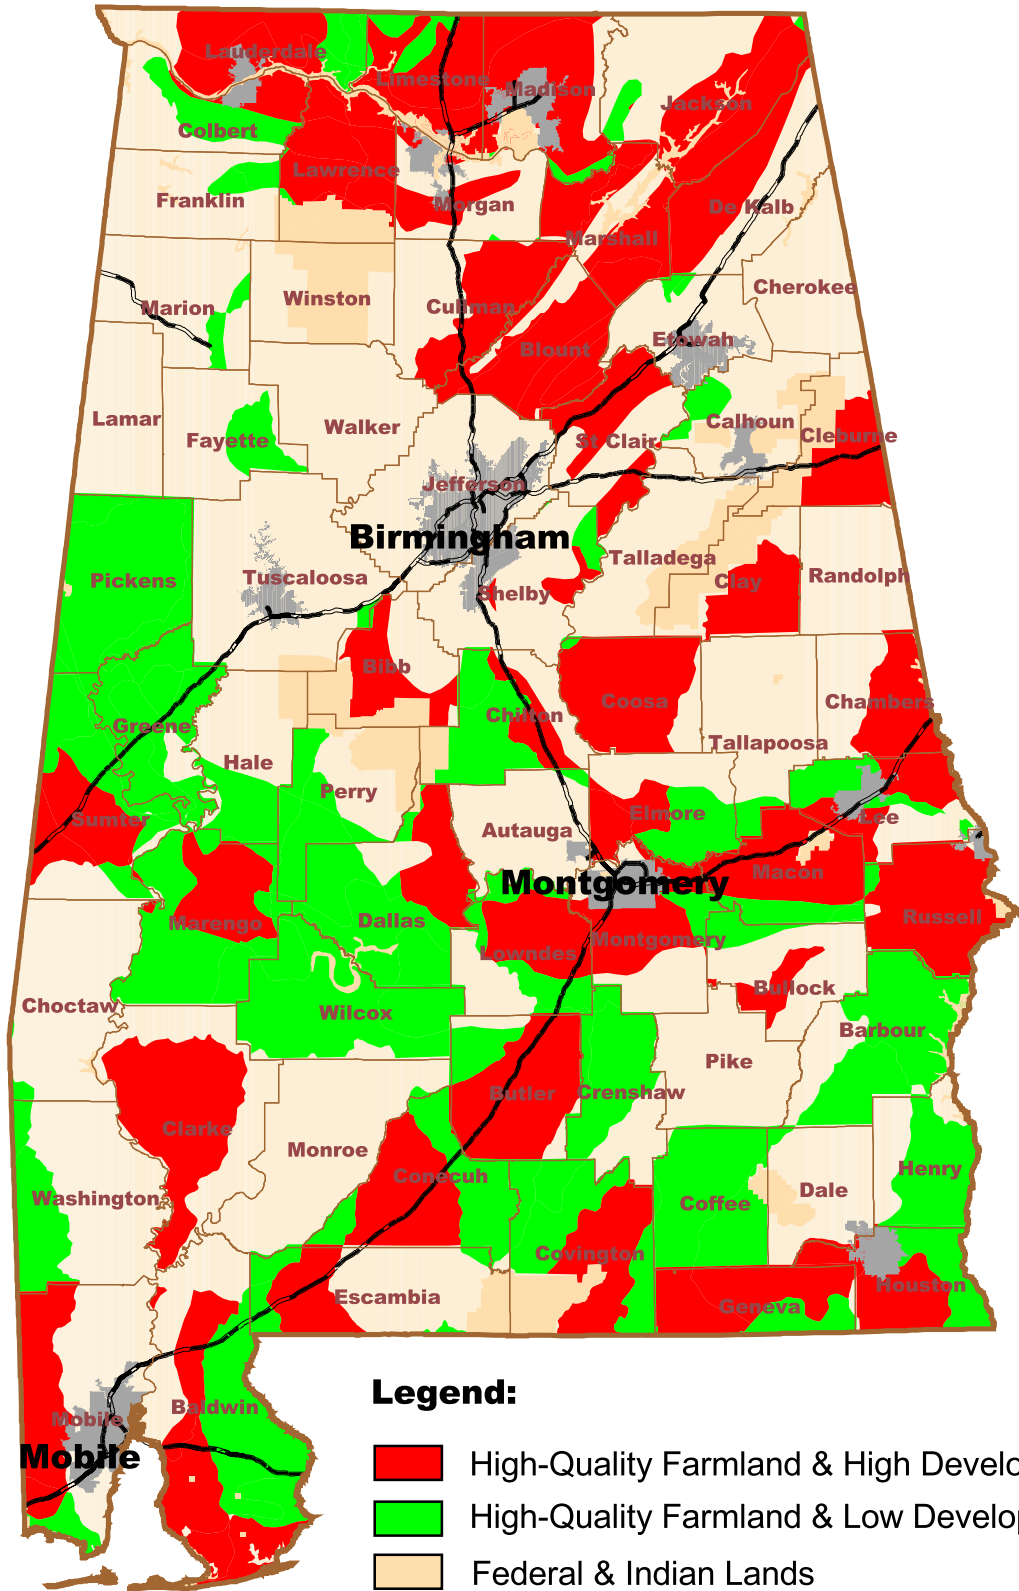 Lauderdale
Limestone
Madison
Jackson
Colbert
Lawrence
Franklin
Morgan
De Kalb
Marshall
Cherokee
Marion
Winston
Cullman
Etowah
Blount
Lamar
Fayette
Walker
St Clair
Calhoun
Cleburne
Jefferson
Birmingham
Pickens
Tuscaloosa
Shelby
Talladega
Clay
Randolph
Bibb
Coosa
Chambers
Greene
Chilton
Tallapoosa
Hale
Perry
Sumter
Autauga
Elmore
Lee
Montgomery
Macon
Marengo
Dallas
Russell
Lowndes
Montgomery
Bullock
Choctaw
Wilcox
Barbour
Pike
Butler
Crenshaw
Clarke
Monroe
Conecuh
Henry
Washington
Coffee
Dale
Covington
Escambia
Geneva
Houston
Mobile
Baldwin
Mobile
Legend:
High-Quality Farmland & High Develo
High-Quality Farmland & Low Develop
Federal & Indian Lands